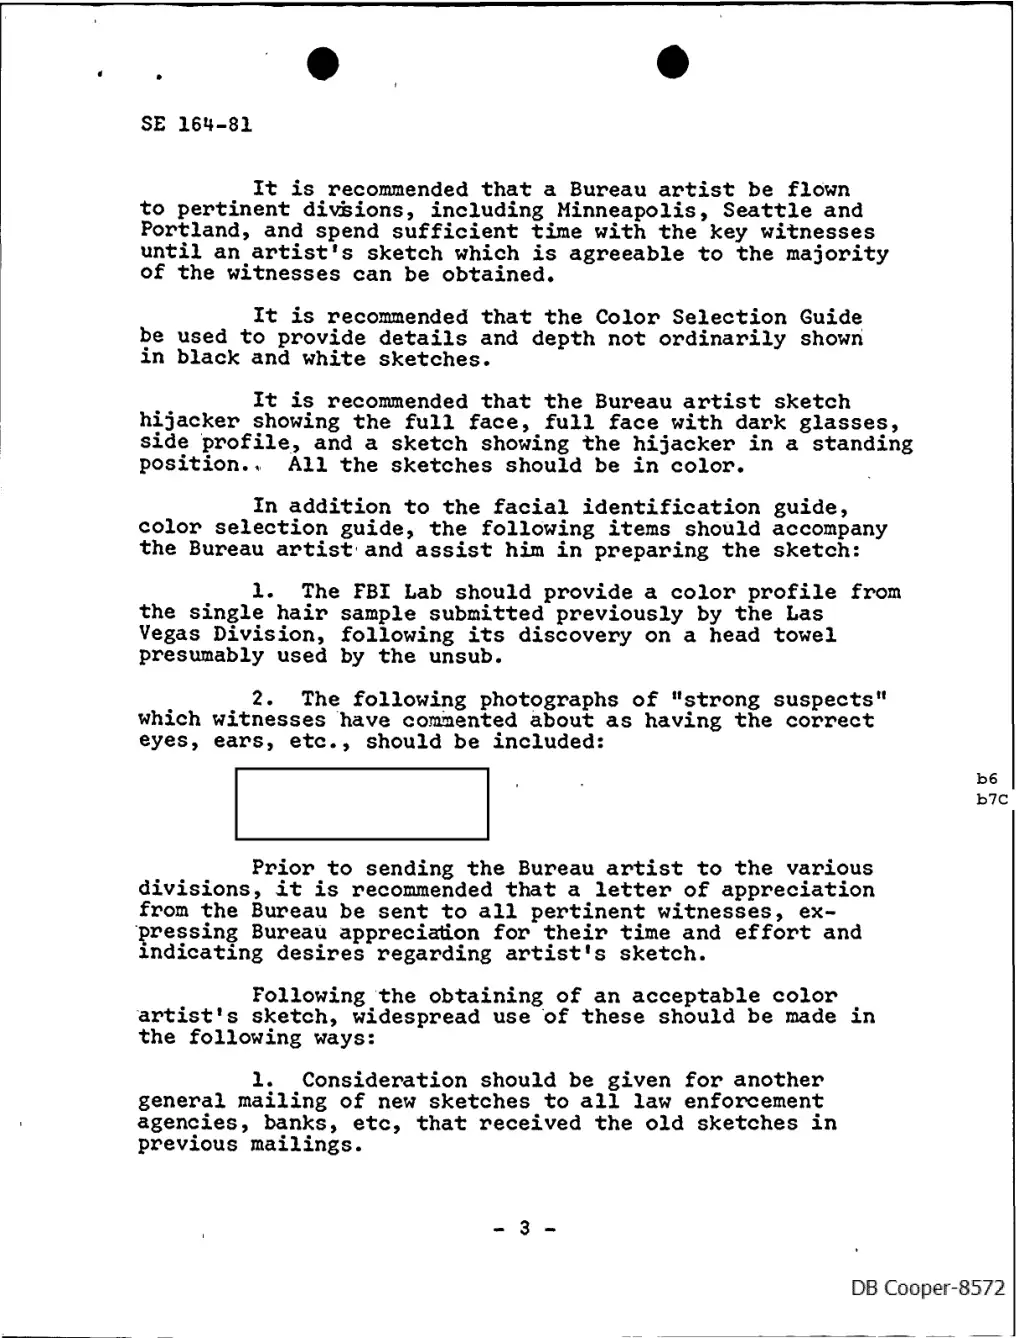 SE 164-81
It is recommended that a Bureau artist be flown
to pertinent divisions, including Minneapolis, Seattle and
Portland, and spend sufficient time with the key witnesses
until an artist's sketch which is agreeable to the majority
of the witnesses can be obtained.
It is recommended that the Color Selection Guide
be used to provide details and depth not ordinarily shown
in black and white sketches.
It is recommended that the Bureau artist sketch
hijacker showing the full face, full face with dark glasses,
side profile, and a sketch showing the hijacker in a standing
position.. All the sketches should be in color.
In addition to the facial identification guide,
color selection guide, the following items should accompany
the Bureau artist and assist him in preparing the sketch:
1. The FBI Lab should provide a color profile from
the single hair sample submitted previously by the Las
Vegas Division, following its discovery on a head towel
presumably used by the unsub.
2. The following photographs of "strong suspects"
which witnesses have commented about as having the correct
eyes, ears, etc., should be included:
b6
b7C
Prior to sending the Bureau artist to the various
divisions, it is recommended that a letter of appreciation
from the Bureau be sent to all pertinent witnesses, ex-
pressing Bureau appreciation for their time and effort and
indicating desires regarding artist's sketch.
Following the obtaining of an acceptable color
artist's sketch, widespread use of these should be made in
the following ways:
1. Consideration should be given for another
general mailing of new sketches to all law enforcement
agencies, banks, etc, that received the old sketches in
previous mailings.
- 3 -
DB Cooper-8572